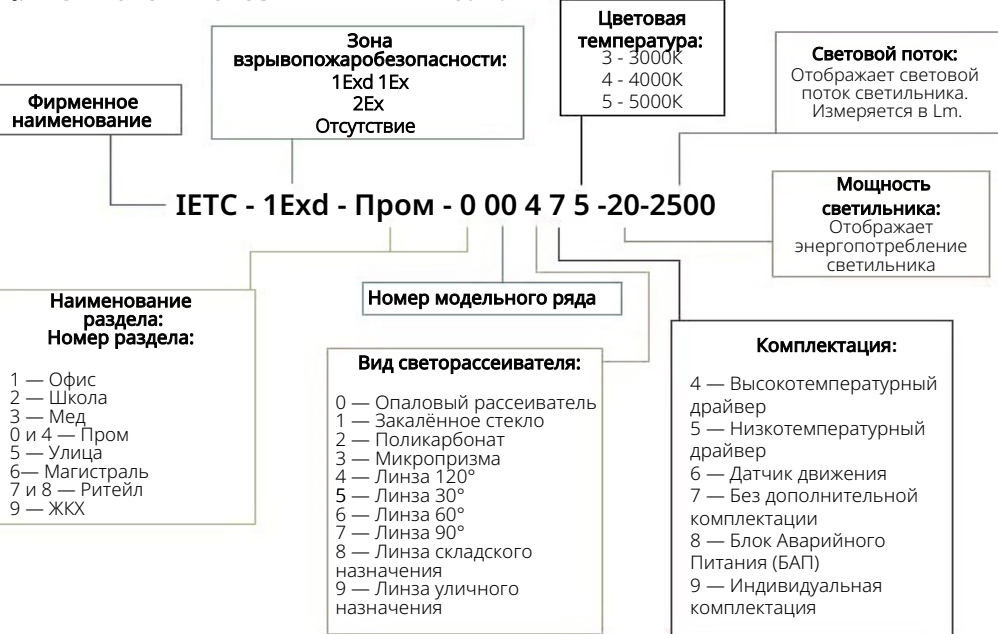 Цветовая
температура:
3 - 3000К
4 - 4000К
5 - 5000К
Зона
взрывопожаробезопасности:
1Exd 1Ex
2Ex
Отсутствие
Световой поток:
Отображает световой
поток светильника.
Измеряется в Lm.
Фирменное
наименование
IETC - 1Exd - Пром - 0 00 4 7 5 -20-2500
Мощность
светильника:
Отображает
энергопотребление
светильника
Наименование
раздела:
Номер раздела:
1 — Офис
2 — Школа
3 — Мед
0 и 4 — Пром
5 — Улица
6— Магистраль
7 и 8 — Ритейл
9 — ЖКХ
Номер модельного ряда
Вид светорассеивателя:
0 — Опаловый рассеиватель
1 — Закалённое стекло
2 — Поликарбонат
3 — Микропризма
4 — Линза 120°
5 — Линза 30°
6 — Линза 60°
7 — Линза 90°
8 — Линза складского
назначения
9 — Линза уличного
назначения
Комплектация:
4 — Высокотемпературный
драйвер
5 — Низкотемпературный
драйвер
6 — Датчик движения
7 — Без дополнительной
комплектации
8 — Блок Аварийного
Питания (БАП)
9 — Индивидуальная
комплектация